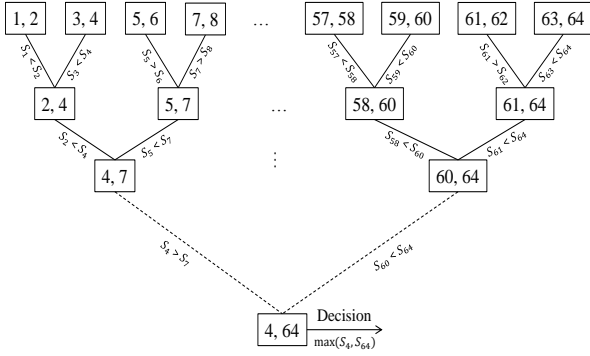 1, 2 3, 4 5, 6 7, 8 ... 57, 58 59, 60 61, 62 63, 64
S₁ < S₂ S₃ < S₄ S₅ > S₆ S₇ > S₈ S₅₇ < S₅₈ S₅₉ < S₆₀ S₆₁ > S₆₂ S₆₃ < S₆₄
2, 4 5, 7 ... 58, 60 61, 64
S₂ < S₄ S₅ < S₇ S₅₈ < S₆₀ S₆₁ < S₆₄
4, 7 ⋮ 60, 64
S₄ > S₇ S₆₀ < S₆₄
4, 64 Decision
max(S₄, S₆₄)